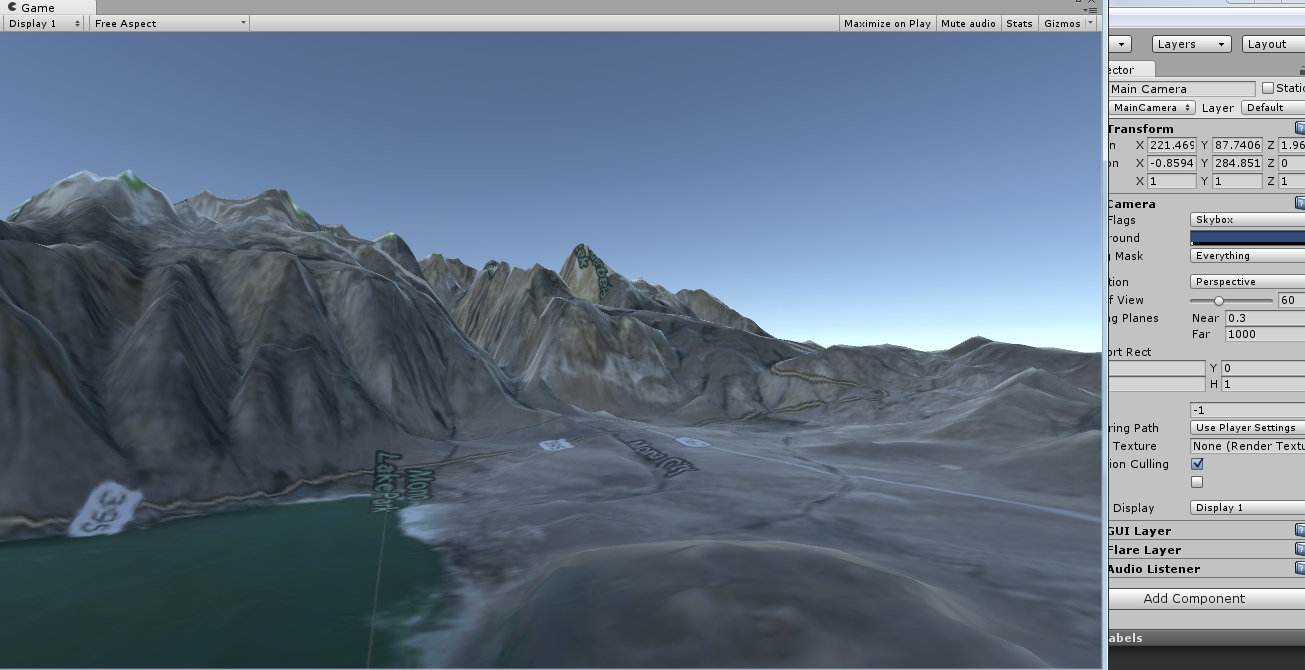 Game
Display 1 Free Aspect Maximize on Play Mute audio Stats Gizmos
Layers Layout
ector
Main Camera Static
MainCamera Layer Default
Transform
n X 221.469 Y 87.7406 Z 1.96
on X -0.8594 Y 284.851 Z 0
X 1 Y 1 Z 1
Camera
Flags Skybox
round
Mask Everything
tion Perspective
f View 60
g Planes Near 0.3
Far 1000
ort Rect
Y 0
H 1
-1
ring Path Use Player Settings
Texture None (Render Textu
ion Culling
Display Display 1
GUI Layer
Flare Layer
Audio Listener
Add Component
abels
395
Lake
Park
Mono